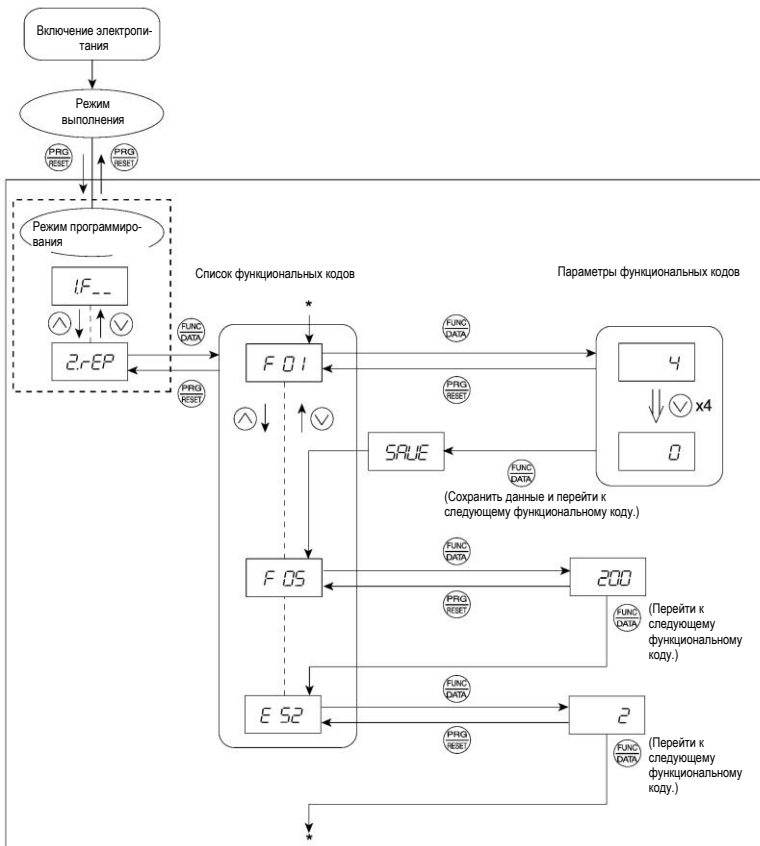 Включение электропи-
тания
Режим
выполнения
PRG
RESET
PRG
RESET
Режим программиро-
вания
Список функциональных кодов
Параметры функциональных кодов
1.F__
*
FUNC
DATA
FUNC
DATA
2.rEP
F 01
4
PRG
RESET
PRG
RESET
x4
SAVE
0
FUNC
DATA
(Сохранить данные и перейти к
следующему функциональному коду.)
FUNC
DATA
F 05
200
PRG
RESET
FUNC
DATA
(Перейти к
следующему
функциональному
коду.)
FUNC
DATA
E 52
2
PRG
RESET
FUNC
DATA
(Перейти к
следующему
функциональному
коду.)
*